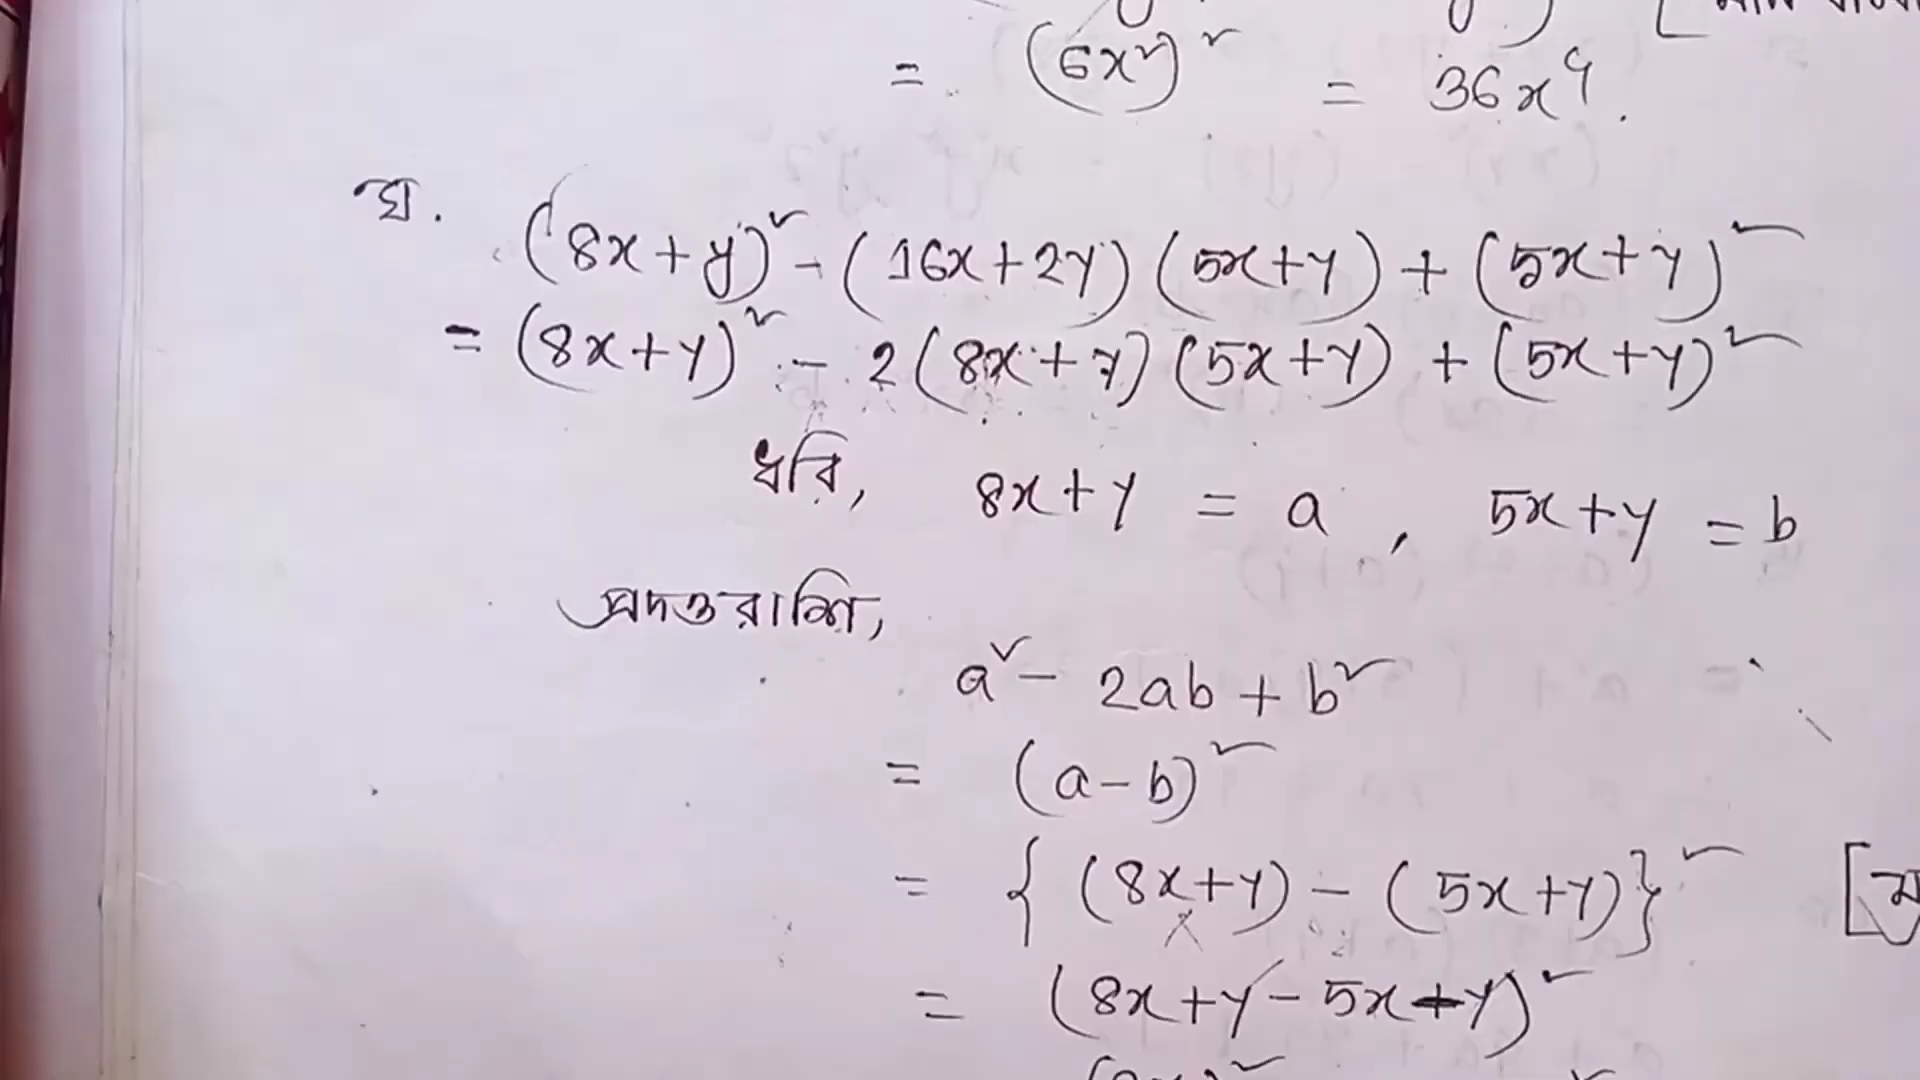 = (6x²)² = 36x⁴.
ঘ. (8x+y)² - (16x+2y) (5x+y) + (5x+y)²
= (8x+y)² - 2(8x+y) (5x+y) + (5x+y)²
ধরি, 8x+y = a, 5x+y = b
প্রদত্তরাশি,
a² - 2ab + b²
= (a-b)²
= { (8x+y) - (5x+y)}² [ম
= (8x+y - 5x-y)²